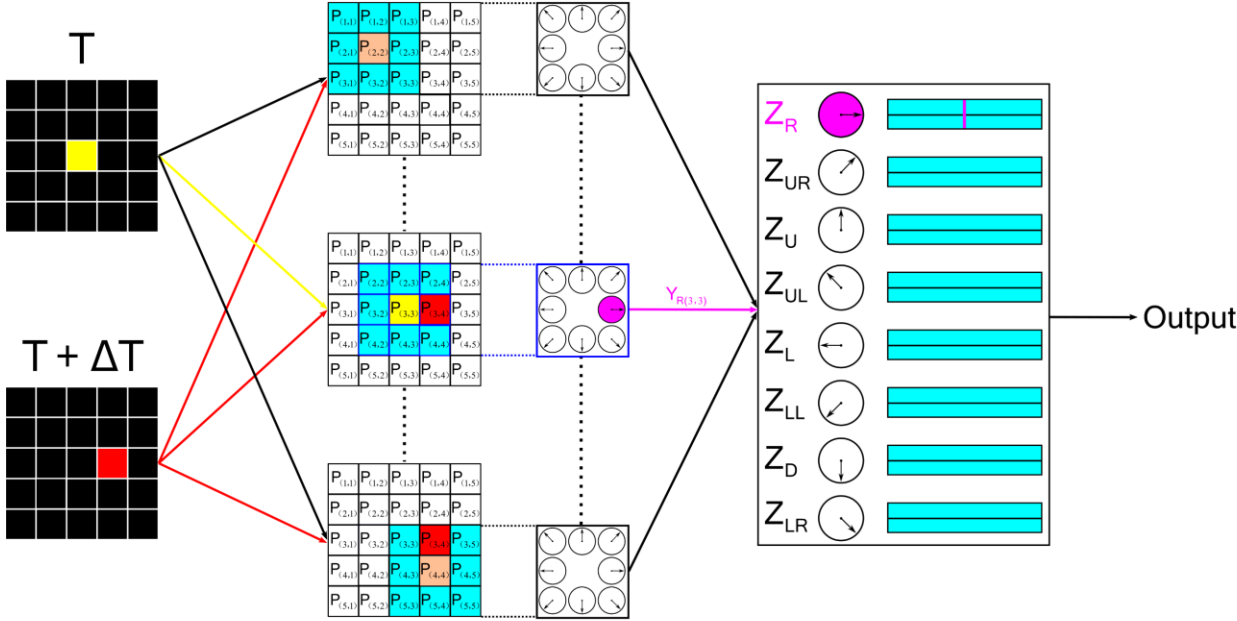 T
T + ΔT
P(1,1) P(1,2) P(1,3) P(1,4) P(1,5)
P(2,1) P(2,2) P(2,3) P(2,4) P(2,5)
P(3,1) P(3,2) P(3,3) P(3,4) P(3,5)
P(4,1) P(4,2) P(4,3) P(4,4) P(4,5)
P(5,1) P(5,2) P(5,3) P(5,4) P(5,5)
P(1,1) P(1,2) P(1,3) P(1,4) P(1,5)
P(2,1) P(2,2) P(2,3) P(2,4) P(2,5)
P(3,1) P(3,2) P(3,3) P(3,4) P(3,5)
P(4,1) P(4,2) P(4,3) P(4,4) P(4,5)
P(5,1) P(5,2) P(5,3) P(5,4) P(5,5)
P(1,1) P(1,2) P(1,3) P(1,4) P(1,5)
P(2,1) P(2,2) P(2,3) P(2,4) P(2,5)
P(3,1) P(3,2) P(3,3) P(3,4) P(3,5)
P(4,1) P(4,2) P(4,3) P(4,4) P(4,5)
P(5,1) P(5,2) P(5,3) P(5,4) P(5,5)
YR(3,3)
ZR
ZUR
ZU
ZUL
ZL
ZLL
ZD
ZLR
Output